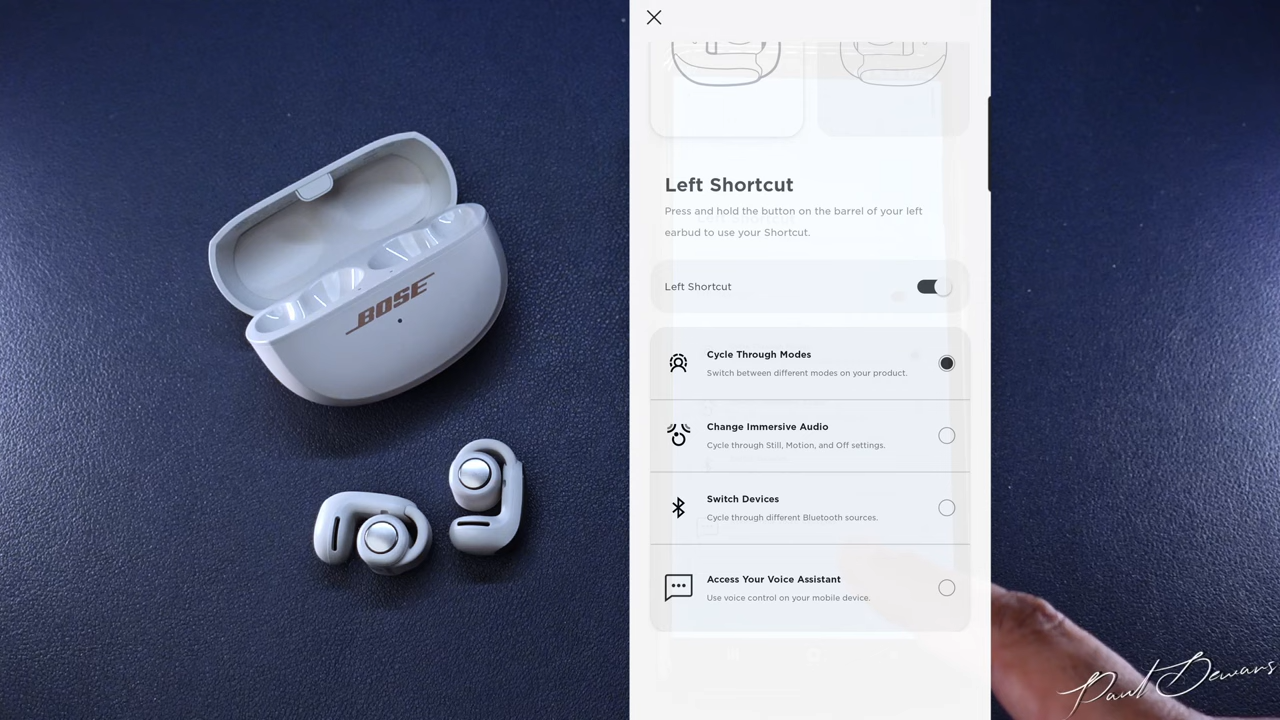 BOSE
Left Shortcut
Press and hold the button on the barrel of your left
earbud to use your Shortcut.
Left Shortcut
Cycle Through Modes
Switch between different modes on your product.
Change Immersive Audio
Cycle through Still, Motion, and Off settings.
Switch Devices
Cycle through different Bluetooth sources.
Access Your Voice Assistant
Use voice control on your mobile device.
Paul Dewars